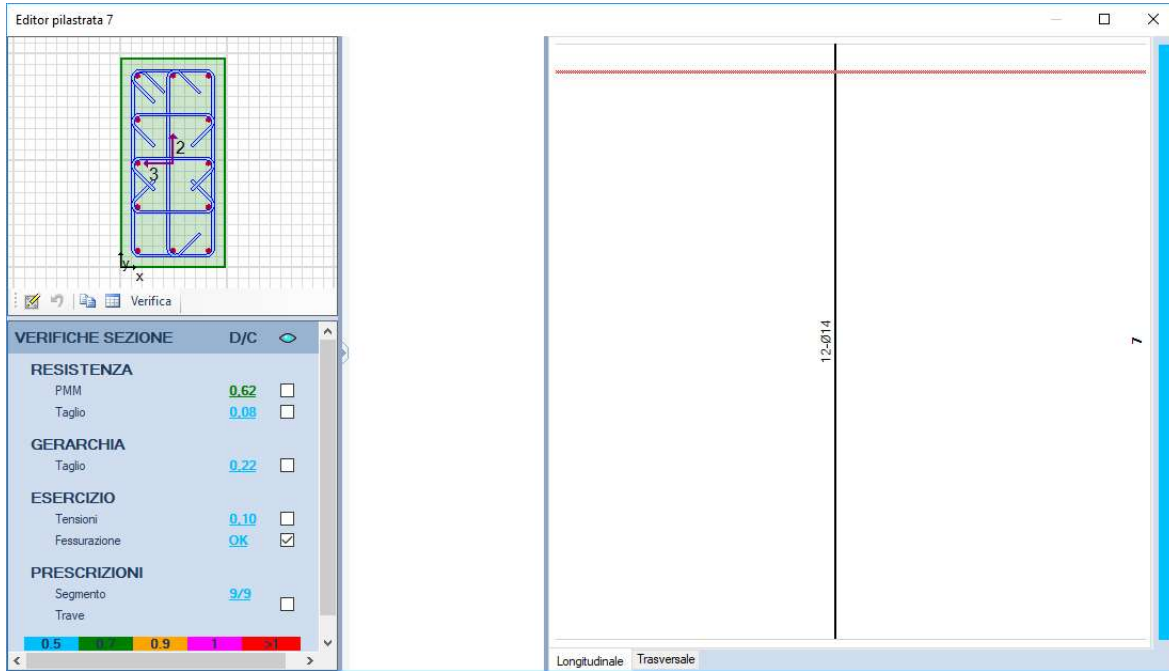 Editor pilastrata 7
2
3
y
x
Verifica
VERIFICHE SEZIONE D/C
RESISTENZA
PMM 0,62
Taglio 0,08
GERARCHIA
Taglio 0,22
ESERCIZIO
Tensioni 0,10
Fessurazione OK
PRESCRIZIONI
Segmento 9/9
Trave
0.5 0.7 0.9 1 >1
12-Ø14
7
Longitudinale Trasversale